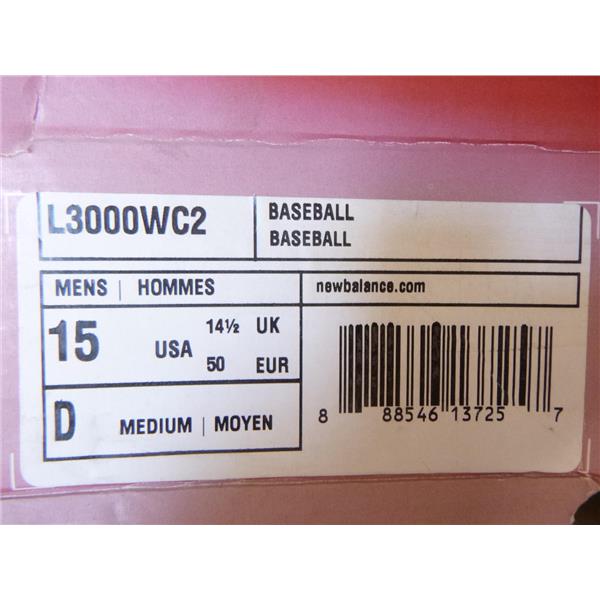 L3000WC2
BASEBALL
BASEBALL
MENS | HOMMES
newbalance.com
15 USA
14½ UK
50 EUR
D MEDIUM | MOYEN
8 88546 13725 7